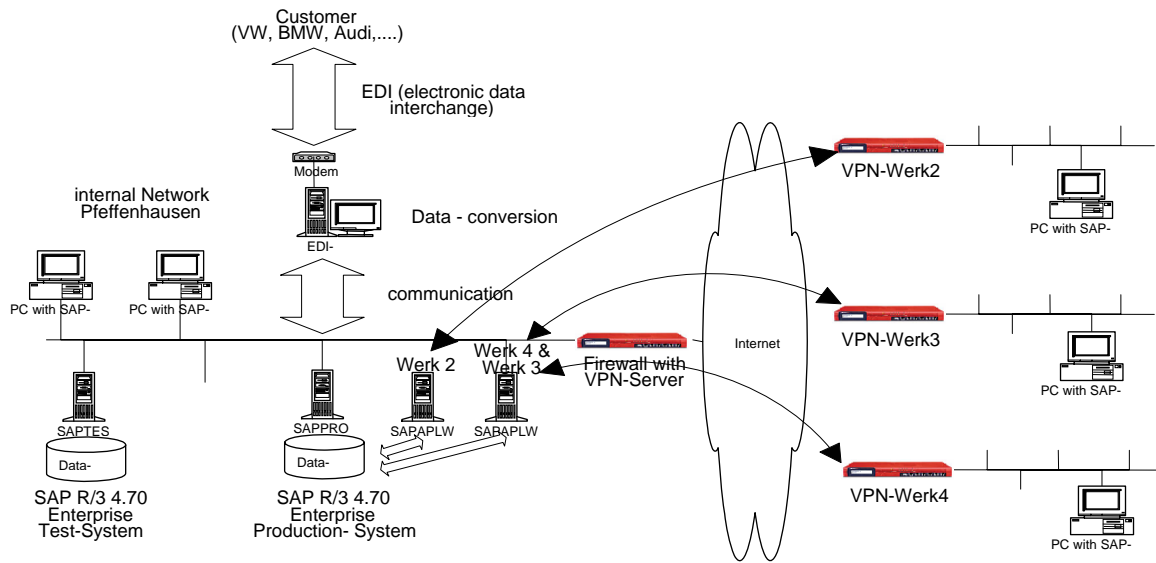 Customer
(VW, BMW, Audi,....)
EDI (electronic data
interchange)
Modem
internal Network
Pfeffenhausen
Data - conversion
EDI-
PC with SAP-
PC with SAP-
communication
Werk 2
Werk 4 &
Werk 3
Firewall with
VPN-Server
Internet
VPN-Werk2
PC with SAP-
VPN-Werk3
PC with SAP-
VPN-Werk4
PC with SAP-
SAPTES
SAPPRO
SAPAPLW
SAPAPLW
Data-
Data-
SAP R/3 4.70
Enterprise
Test-System
SAP R/3 4.70
Enterprise
Production- System